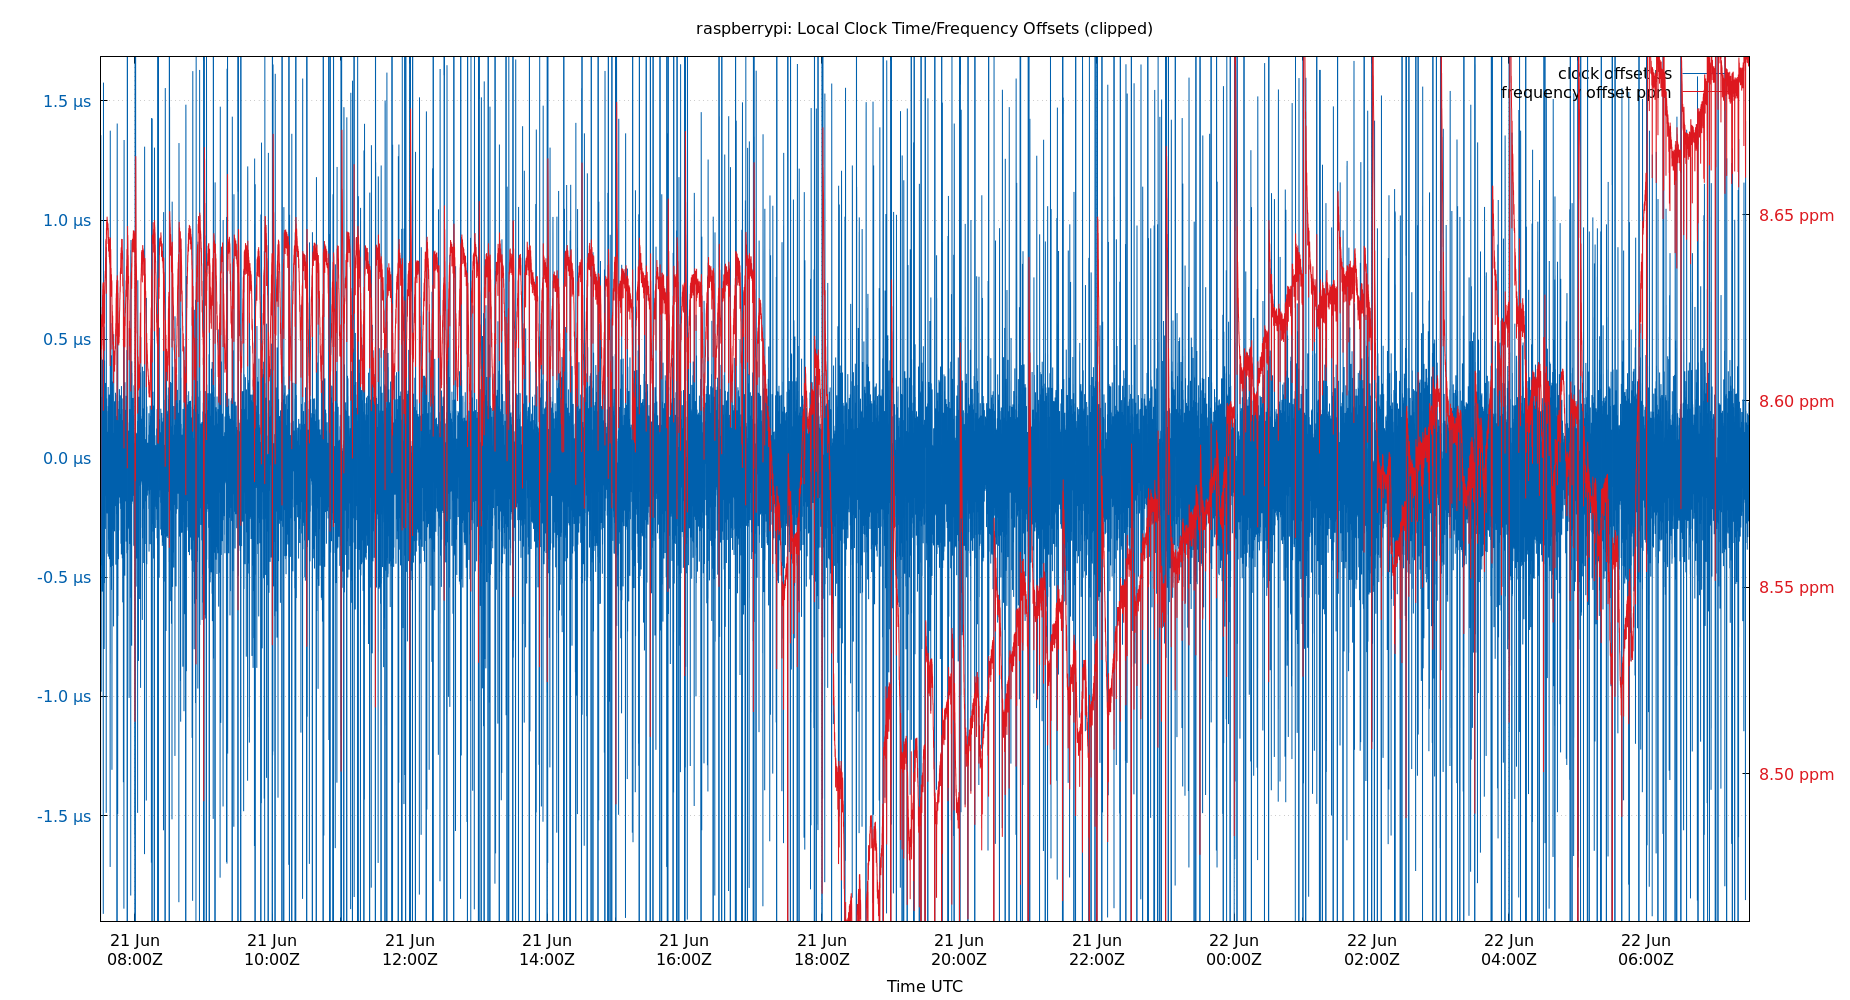 raspberrypi: Local Clock Time/Frequency Offsets (clipped)
clock offset µs
frequency offset ppm
1.5 µs
1.0 µs
0.5 µs
0.0 µs
-0.5 µs
-1.0 µs
-1.5 µs
8.65 ppm
8.60 ppm
8.55 ppm
8.50 ppm
21 Jun 21 Jun 21 Jun 21 Jun 21 Jun 21 Jun 21 Jun 21 Jun 22 Jun 22 Jun 22 Jun 22 Jun
08:00Z 10:00Z 12:00Z 14:00Z 16:00Z 18:00Z 20:00Z 22:00Z 00:00Z 02:00Z 04:00Z 06:00Z
Time UTC